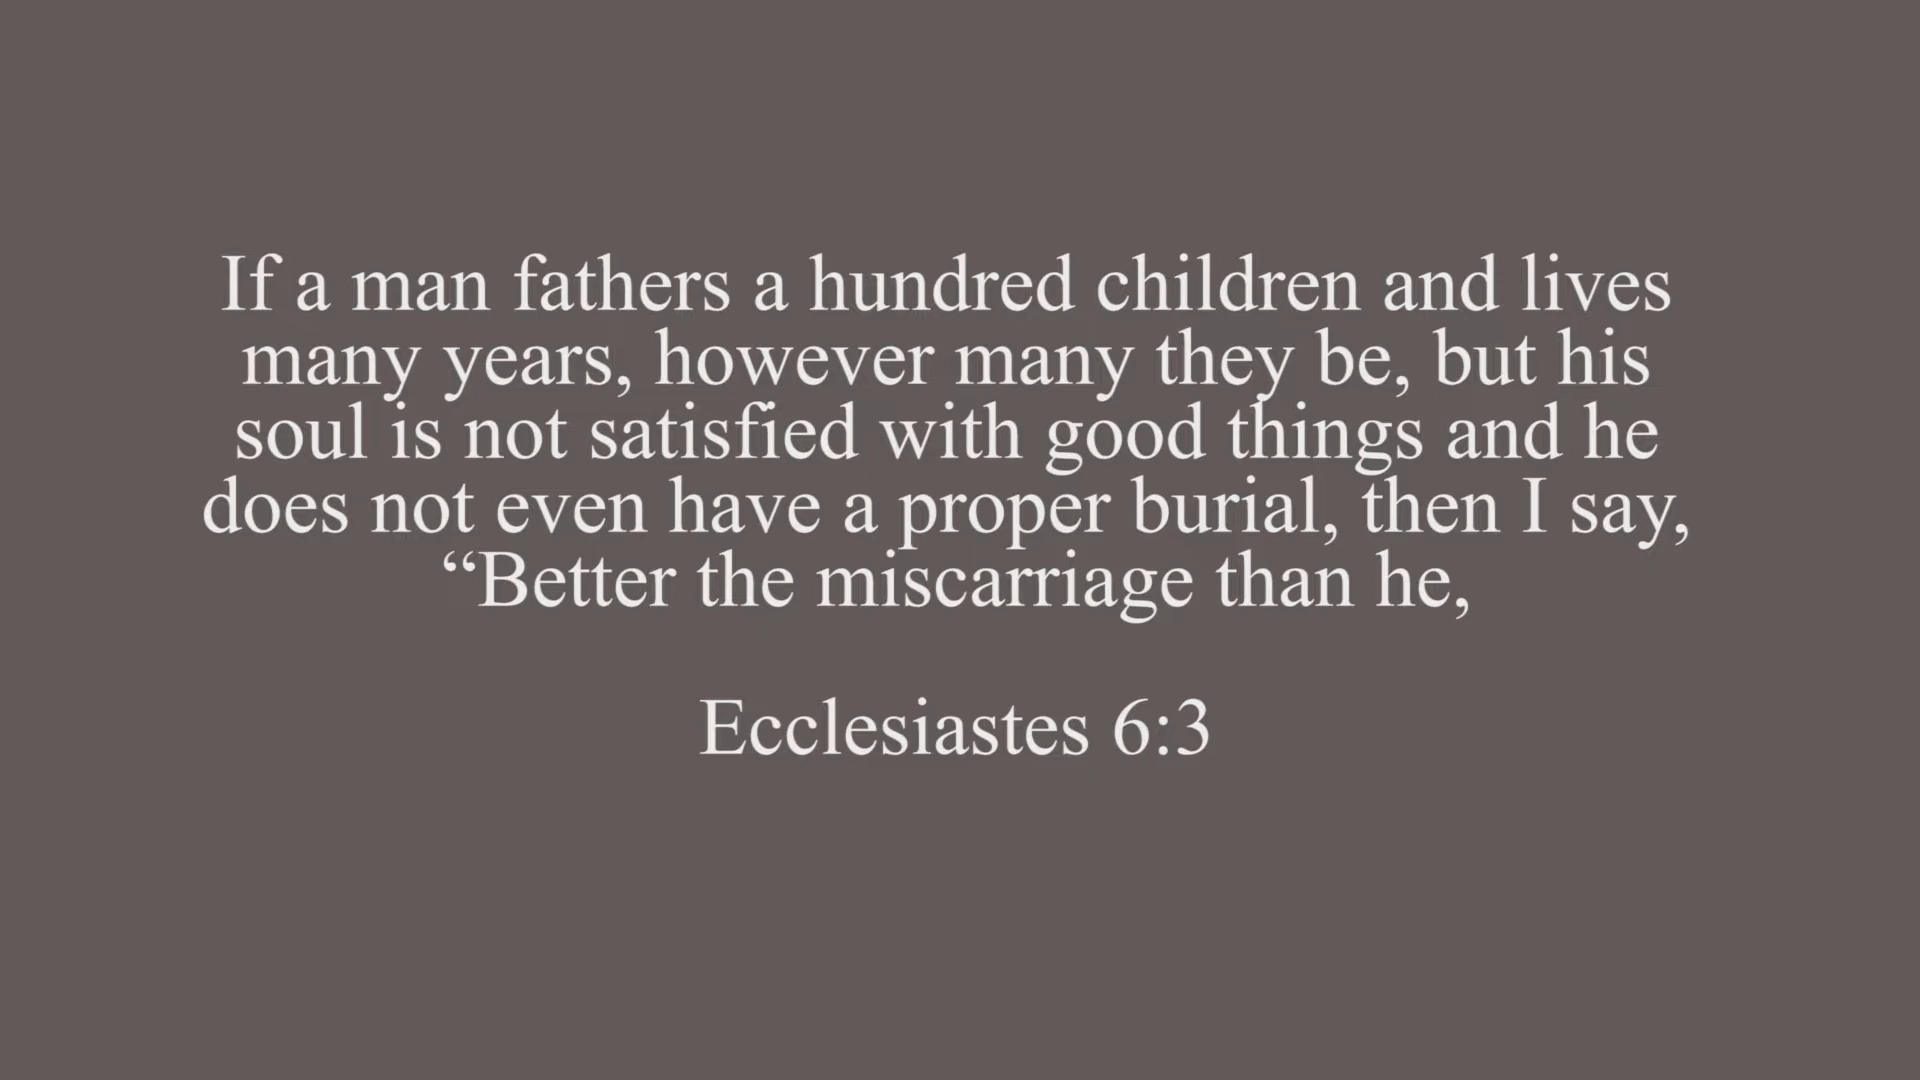 If a man fathers a hundred children and lives
many years, however many they be, but his
soul is not satisfied with good things and he
does not even have a proper burial, then I say,
“Better the miscarriage than he,
Ecclesiastes 6:3